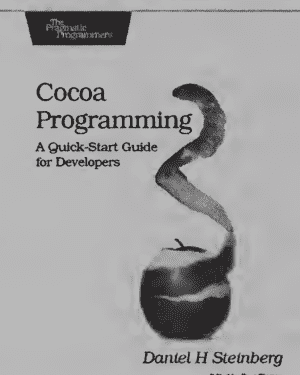 The
Pragmatic
Programmers
Cocoa
Programming
A Quick-Start Guide
for Developers
Daniel H Steinberg